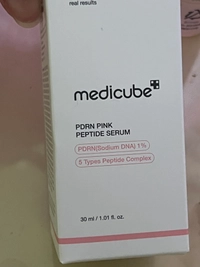 real results
medicube
PDRN PINK
PEPTIDE SERUM
PDRN(Sodium DNA) 1%
5 Types Peptide Complex
30 ml / 1.01 fl. oz.